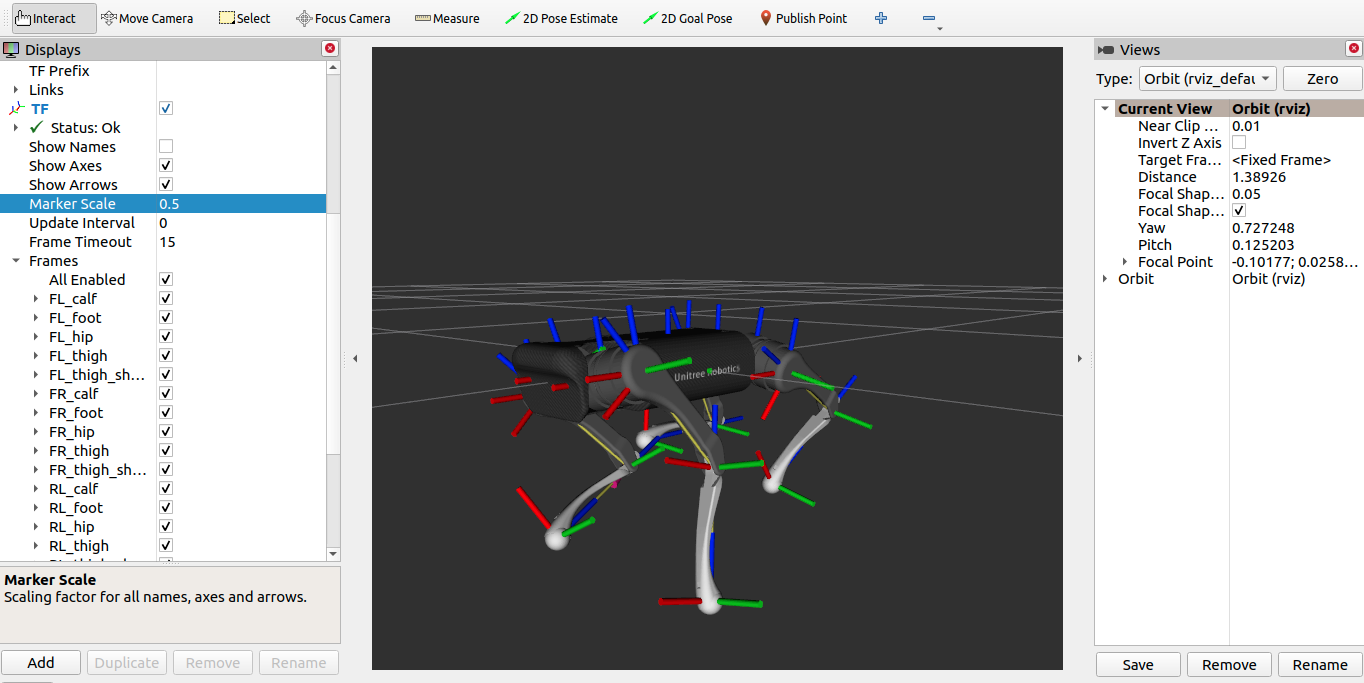 Interact Move Camera Select Focus Camera Measure 2D Pose Estimate 2D Goal Pose Publish Point
Displays
TF Prefix
Links
TF
Status: Ok
Show Names
Show Axes
Show Arrows
Marker Scale 0.5
Update Interval 0
Frame Timeout 15
Frames
All Enabled
FL_calf
FL_foot
FL_hip
FL_thigh
FL_thigh_sh...
FR_calf
FR_foot
FR_hip
FR_thigh
FR_thigh_sh...
RL_calf
RL_foot
RL_hip
RL_thigh
Marker Scale
Scaling factor for all names, axes and arrows.
Add Duplicate Remove Rename
Unitree Robotics
Views
Type: Orbit (rviz_defau Zero
Current View Orbit (rviz)
Near Clip ... 0.01
Invert Z Axis
Target Fra... <Fixed Frame>
Distance 1.38926
Focal Shap... 0.05
Focal Shap...
Yaw 0.727248
Pitch 0.125203
Focal Point -0.10177; 0.0258...
Orbit Orbit (rviz)
Save Remove Rename